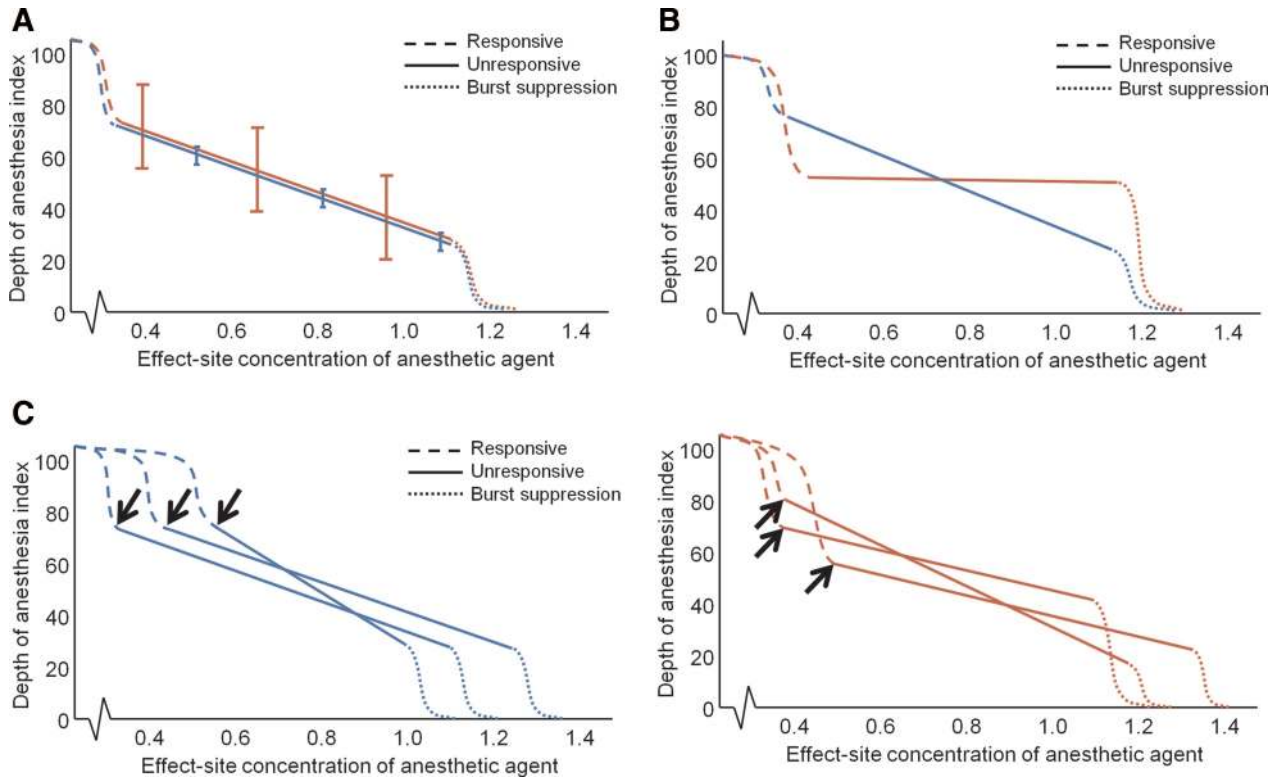 A
Depth of anesthesia index
100
80
60
40
20
0
0.4 0.6 0.8 1.0 1.2 1.4
Effect-site concentration of anesthetic agent
Responsive
Unresponsive
Burst suppression
B
Depth of anesthesia index
100
80
60
40
20
0
0.4 0.6 0.8 1.0 1.2 1.4
Effect-site concentration of anesthetic agent
Responsive
Unresponsive
Burst suppression
C
Depth of anesthesia index
100
80
60
40
20
0
0.4 0.6 0.8 1.0 1.2 1.4
Effect-site concentration of anesthetic agent
Responsive
Unresponsive
Burst suppression
Depth of anesthesia index
100
80
60
40
20
0
0.4 0.6 0.8 1.0 1.2 1.4
Effect-site concentration of anesthetic agent